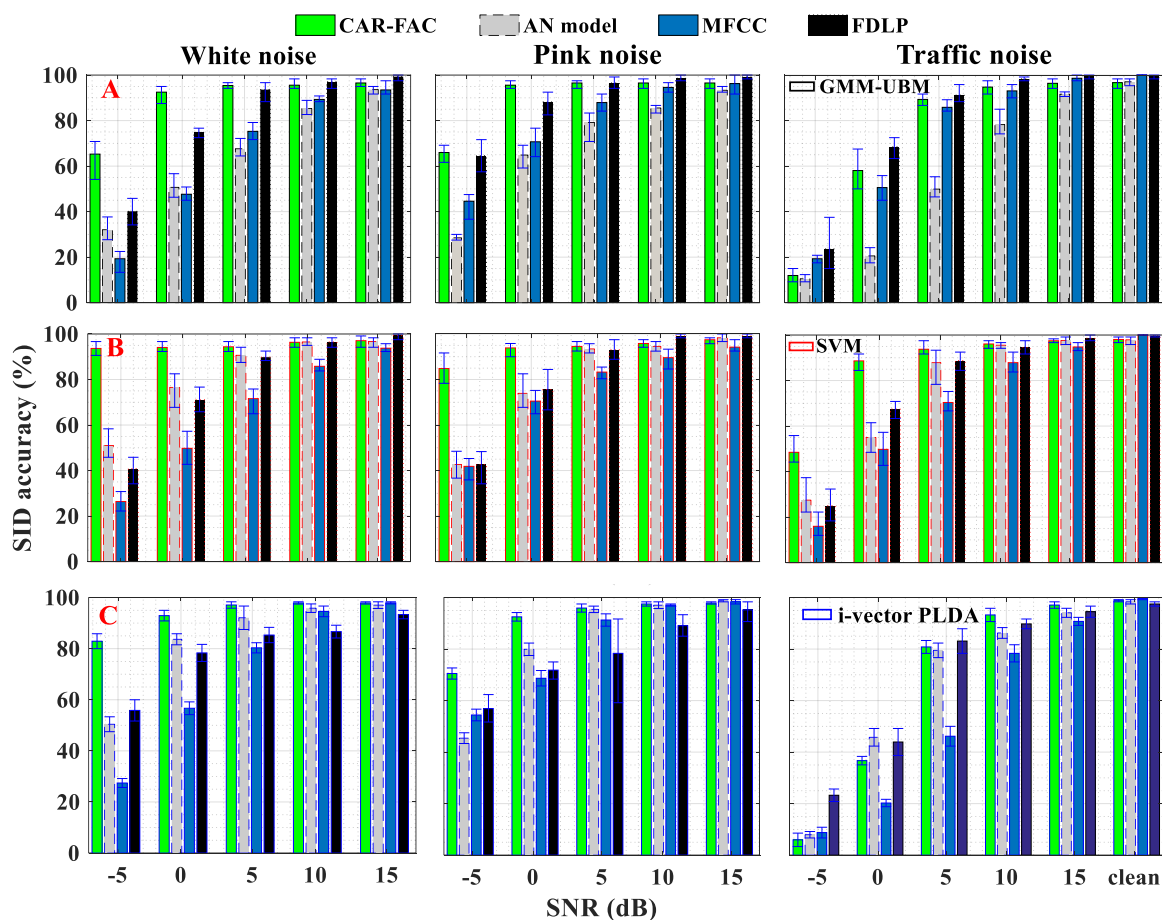 CAR-FAC AN model MFCC FDLP
White noise Pink noise Traffic noise
A
GMM-UBM
100
80
60
40
20
0
B
SVM
100
80
60
40
20
0
SID accuracy (%)
C
i-vector PLDA
100
80
60
40
20
0
-5 0 5 10 15 -5 0 5 10 15 -5 0 5 10 15 clean
SNR (dB)